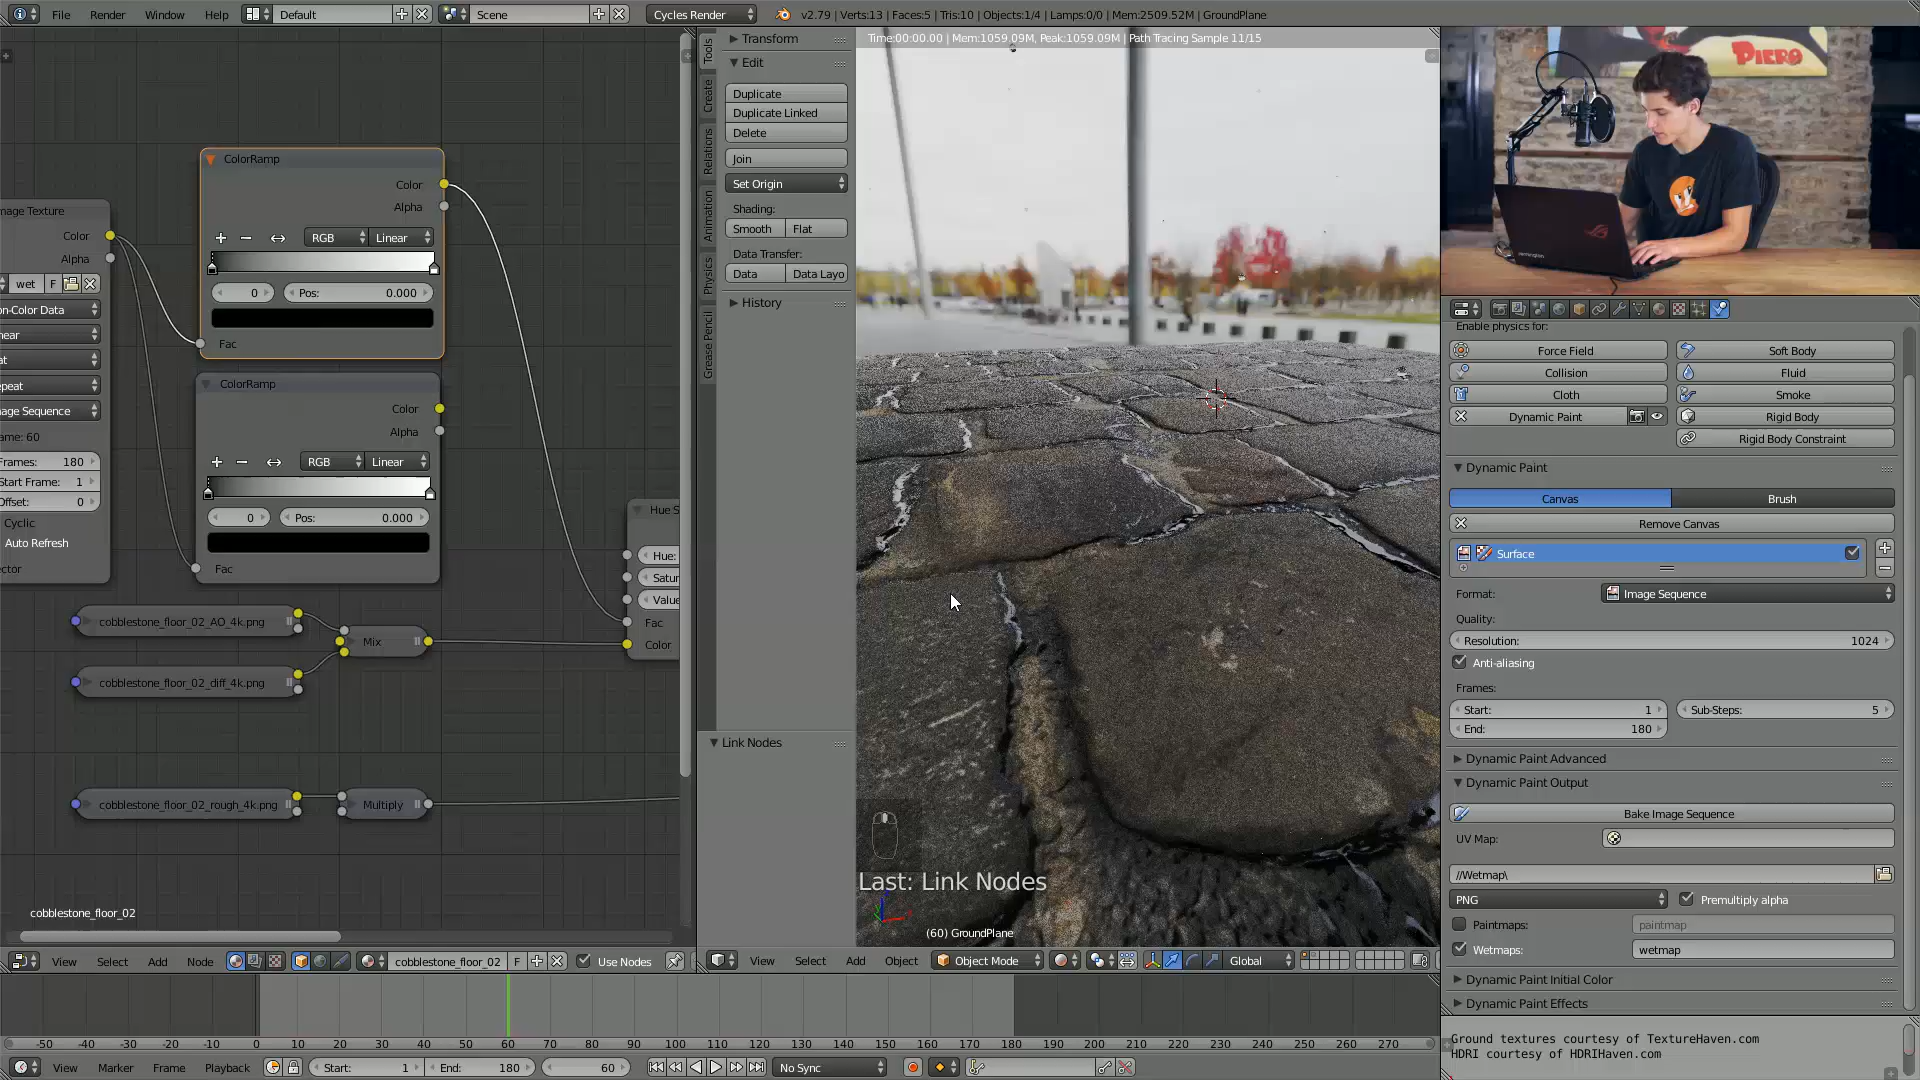 File Render Window Help Default Scene Cycles Render v2.79 | Verts:13 | Faces:5 | Tris:10 | Objects:1/4 | Lamps:0/0 | Mem:2509.52M | GroundPlane
Time:00:00.00 | Mem:1059.09M, Peak:1059.09M | Path Tracing Sample 11/15
ColorRamp
Color
Alpha
RGB Linear
0 Pos: 0.000
Fac
ColorRamp
Color
Alpha
RGB Linear
0 Pos: 0.000
Fac
mage Texture
Color
Alpha
wet F
on-Color Data
near
at
epeat
age Sequence
ame: 60
Frames: 180
Start Frame: 1
Offset: 0
Cyclic
Auto Refresh
ector
Hue S
Hue:
Satur
Value
Fac
Color
cobblestone_floor_02_AO_4k.png
Mix
cobblestone_floor_02_diff_4k.png
cobblestone_floor_02_rough_4k.png
Multiply
cobblestone_floor_02
View Select Add Node cobblestone_floor_02 F Use Nodes
Tools
Create
Relations
Animation
Physics
Grease Pencil
Transform
Edit
Duplicate
Duplicate Linked
Delete
Join
Set Origin
Shading:
Smooth Flat
Data Transfer:
Data Data Layo
History
Link Nodes
Last: Link Nodes
(60) GroundPlane
View Select Add Object Object Mode Global
PIERO
Enable physics for:
Force Field Soft Body
Collision Fluid
Cloth Smoke
Dynamic Paint Rigid Body
Rigid Body Constraint
Dynamic Paint
Canvas Brush
Remove Canvas
Surface
Format: Image Sequence
Quality:
Resolution: 1024
Anti-aliasing
Frames:
Start: 1 Sub-Steps: 5
End: 180
Dynamic Paint Advanced
Dynamic Paint Output
Bake Image Sequence
UV Map:
//Wetmap\
PNG Premultiply alpha
Paintmaps: paintmap
Wetmaps: wetmap
Dynamic Paint Initial Color
Dynamic Paint Effects
Ground textures courtesy of TextureHaven.com
HDRI courtesy of HDRIHaven.com
-50 -40 -30 -20 -10 0 10 20 30 40 50 60 70 80 90 100 110 120 130 140 150 160 170 180 190 200 210 220 230 240 250 260 270
View Marker Frame Playback Start: 1 End: 180 60 No Sync